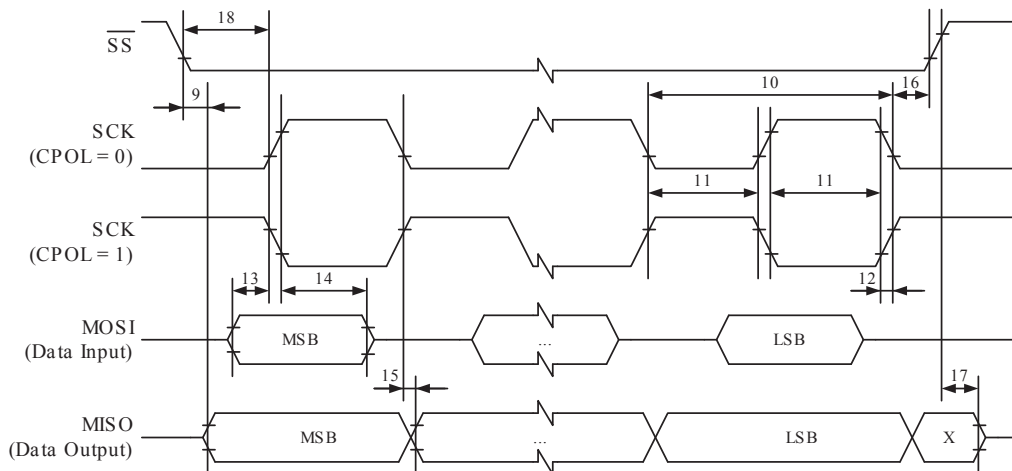 18
SS
10
9
16
SCK
(CPOL = 0)
11
11
SCK
(CPOL = 1)
13
14
12
MOSI
(Data Input)
MSB
...
LSB
15
17
MISO
(Data Output)
MSB
...
LSB
X